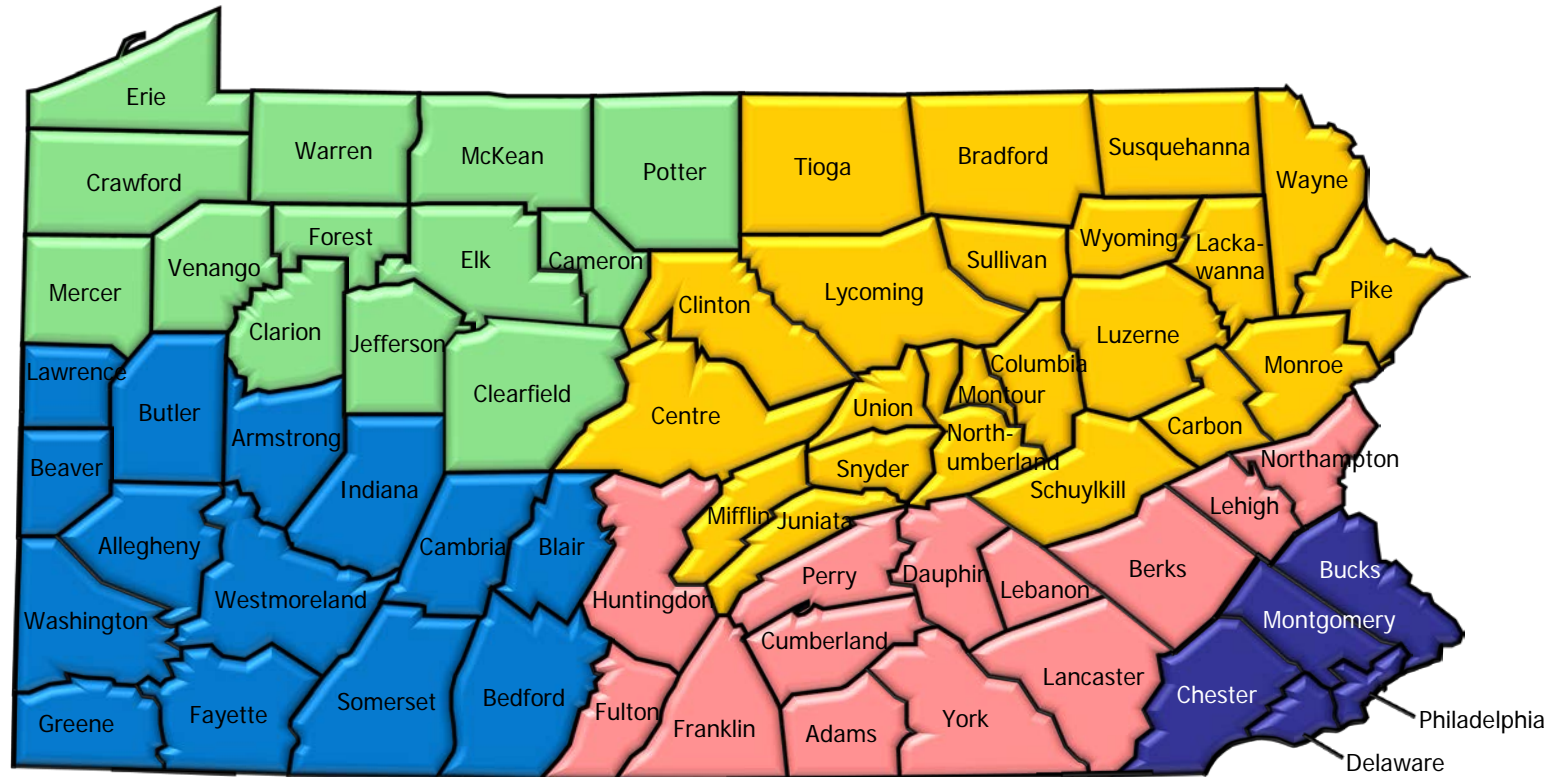 Erie
Warren
McKean
Potter
Tioga
Bradford
Susquehanna
Wayne
Crawford
Mercer
Venango
Forest
Elk
Cameron
Clinton
Lycoming
Sullivan
Wyoming
Lacka-
wanna
Pike
Clarion
Jefferson
Clearfield
Centre
Union
Montour
Columbia
Luzerne
Monroe
Carbon
Lawrence
Butler
Armstrong
Beaver
Indiana
Snyder
North-
umberland
Schuylkill
Northampton
Lehigh
Allegheny
Cambria
Blair
Mifflin
Juniata
Huntingdon
Perry
Dauphin
Lebanon
Berks
Bucks
Montgomery
Washington
Westmoreland
Cumberland
Lancaster
Chester
Greene
Fayette
Somerset
Bedford
Fulton
Franklin
Adams
York
Philadelphia
Delaware